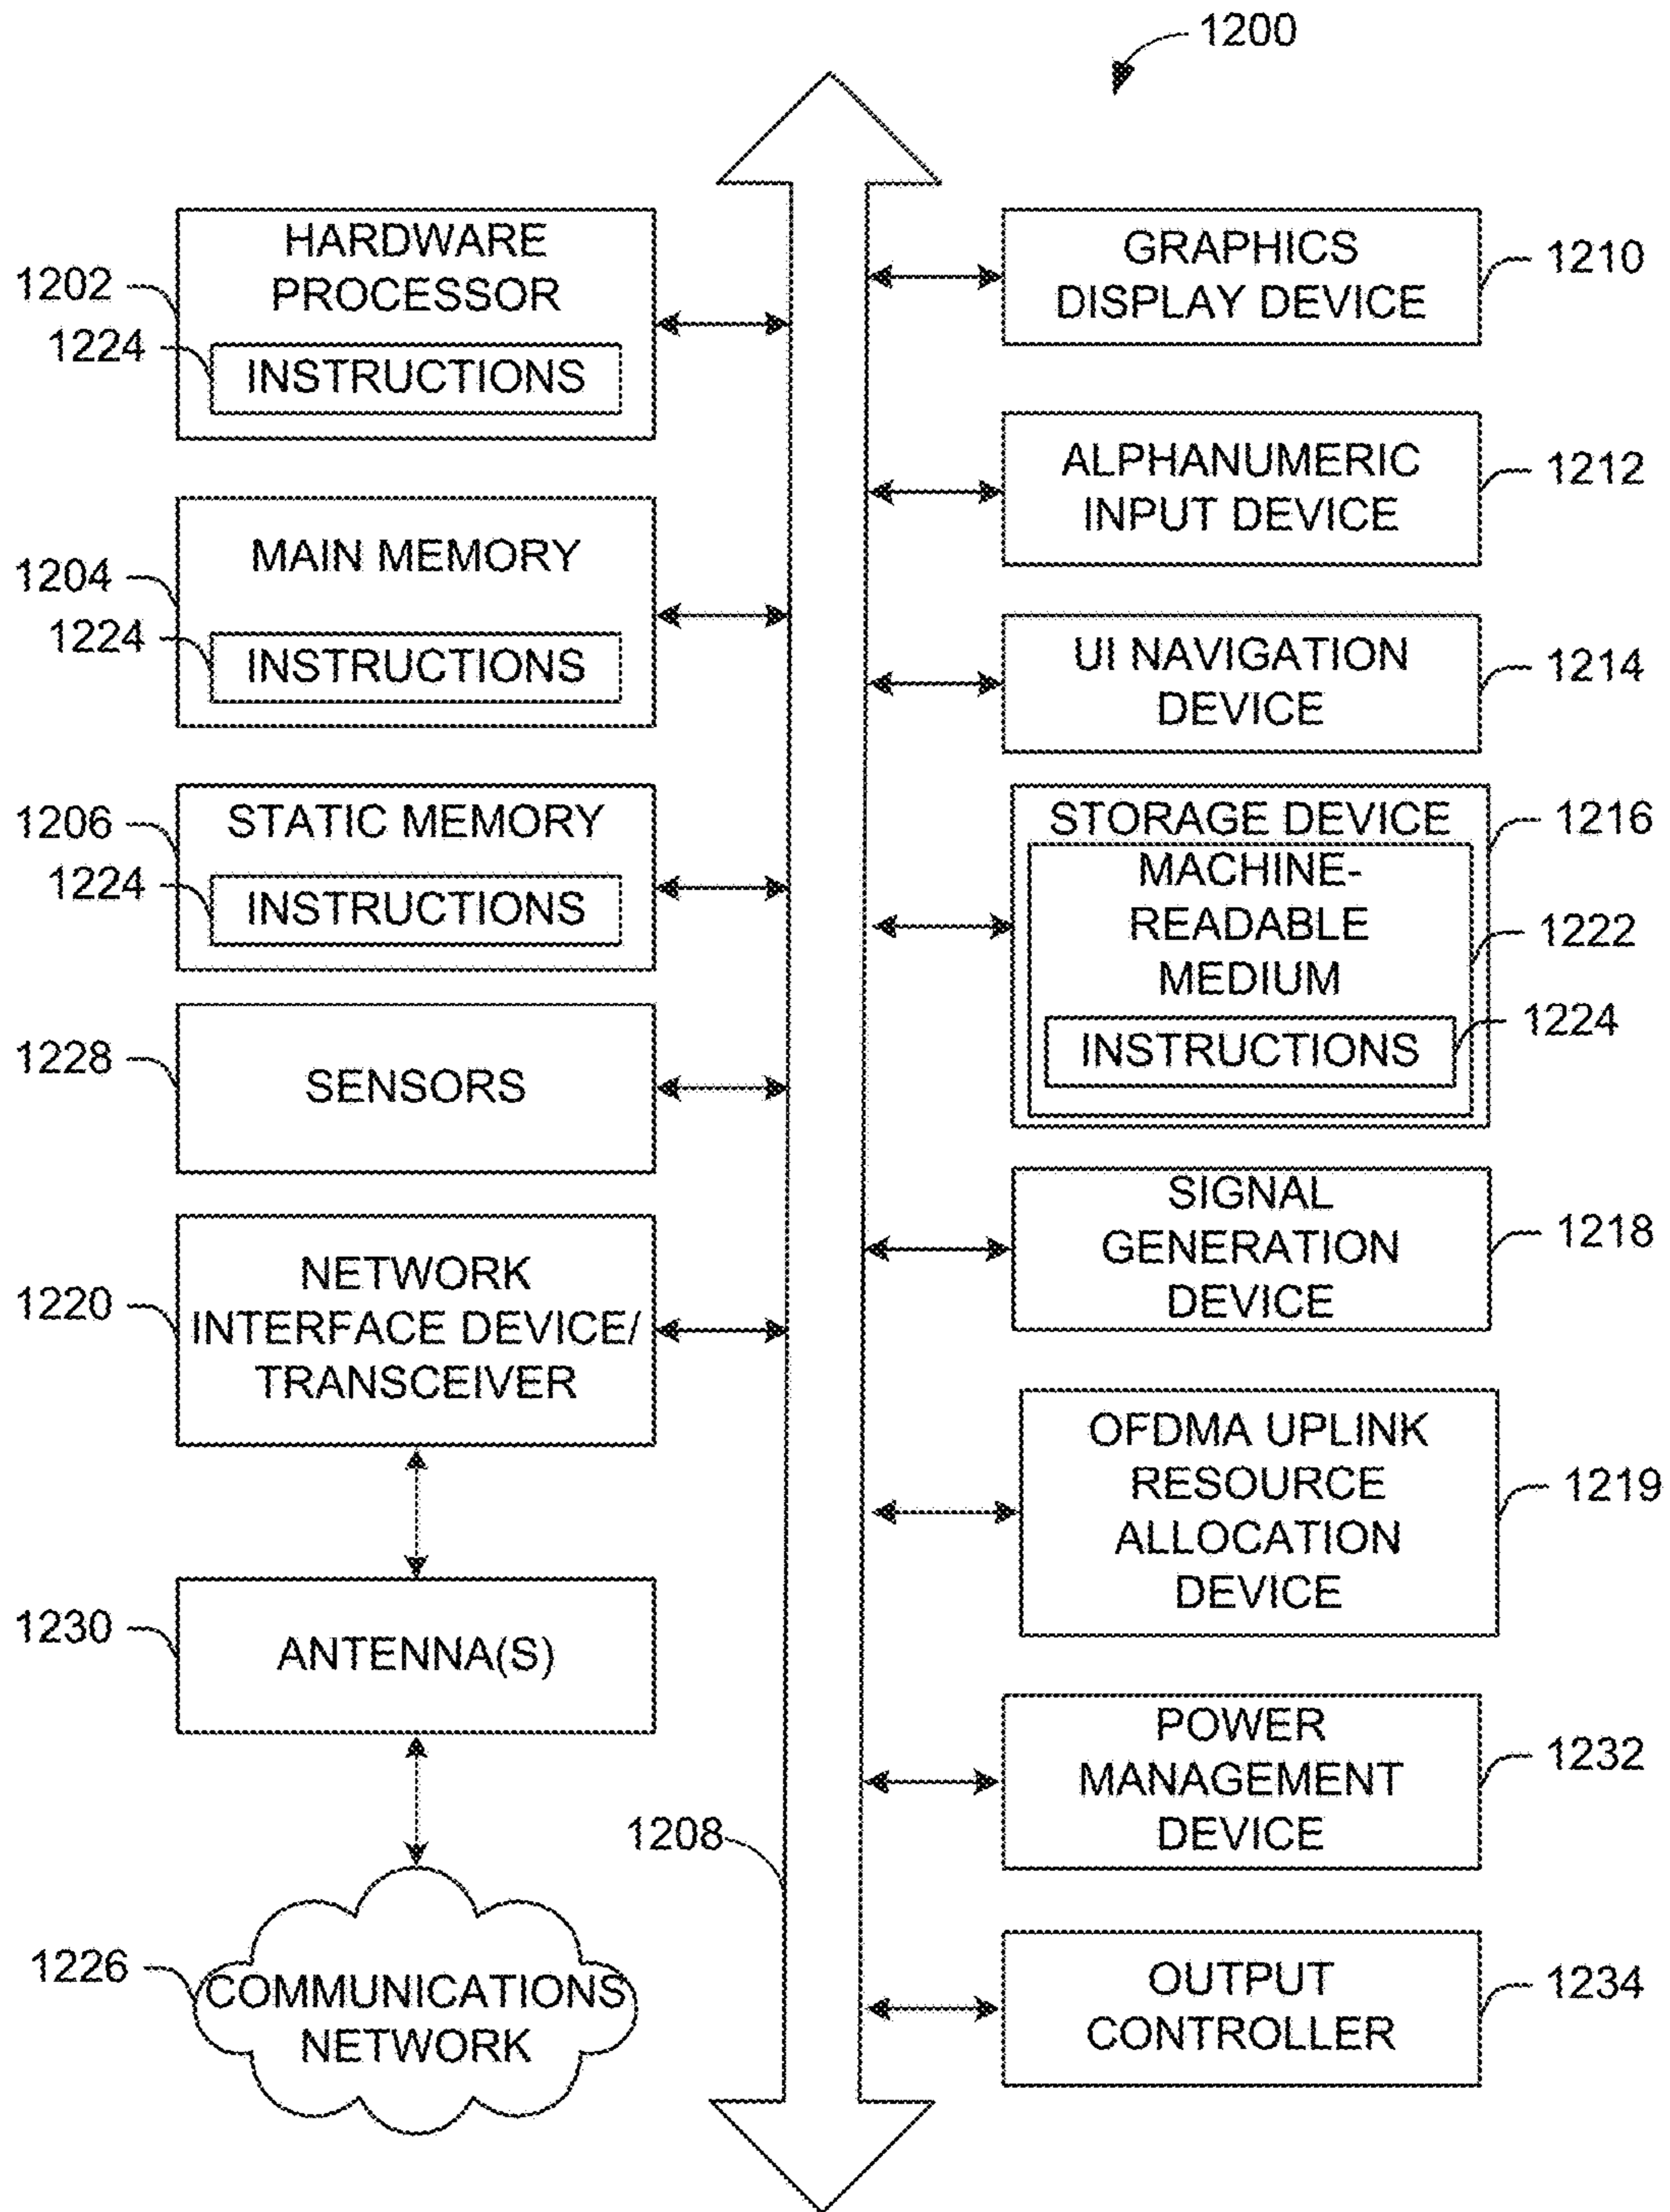 1200
1202
HARDWARE
PROCESSOR
1224
INSTRUCTIONS
1204
MAIN MEMORY
1224
INSTRUCTIONS
1206
STATIC MEMORY
1224
INSTRUCTIONS
1228
SENSORS
1220
NETWORK
INTERFACE DEVICE/
TRANSCEIVER
1230
ANTENNA(S)
1226
COMMUNICATIONS
NETWORK
1208
GRAPHICS
DISPLAY DEVICE
1210
ALPHANUMERIC
INPUT DEVICE
1212
UI NAVIGATION
DEVICE
1214
STORAGE DEVICE
1216
MACHINE-
READABLE
MEDIUM
1222
INSTRUCTIONS
1224
SIGNAL
GENERATION
DEVICE
1218
OFDMA UPLINK
RESOURCE
ALLOCATION
DEVICE
1219
POWER
MANAGEMENT
DEVICE
1232
OUTPUT
CONTROLLER
1234